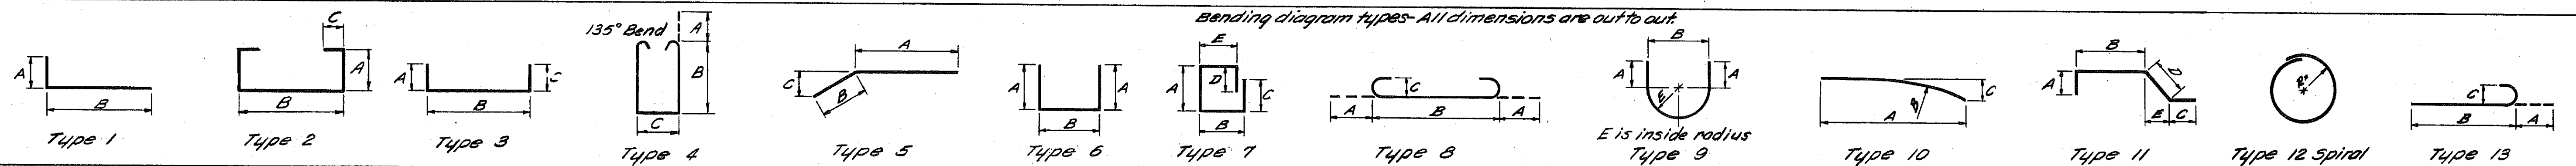 Bending diagram types - All dimensions are out to out.
A
B
Type 1
C
A
B
Type 2
A
C
B
Type 3
135° Bend
A
B
C
Type 4
A
C
B
Type 5
A
A
B
Type 6
E
A
D
C
B
Type 7
C
A
B
A
Type 8
B
A
A
E
E is inside radius
Type 9
C
B
A
Type 10
B
A
D
E
C
Type 11
Type 12 Spiral
C
B
A
Type 13